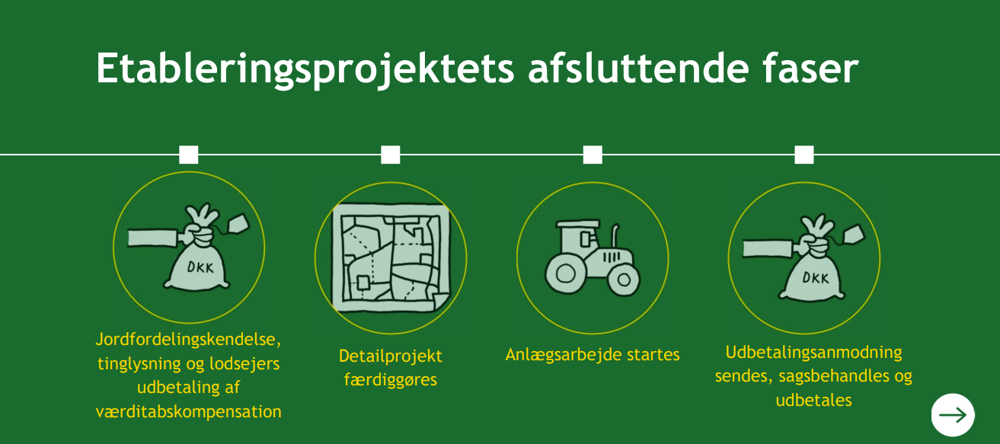 Etableringsprojektets afsluttende faser
DKK
DKK
Jordfordelingskendelse,
tinglysning og lodsejers
udbetaling af
værditabskompensation
Detailprojekt
færdiggøres
Anlægsarbejde startes
Udbetalingsanmodning
sendes, sagsbehandles og
udbetales